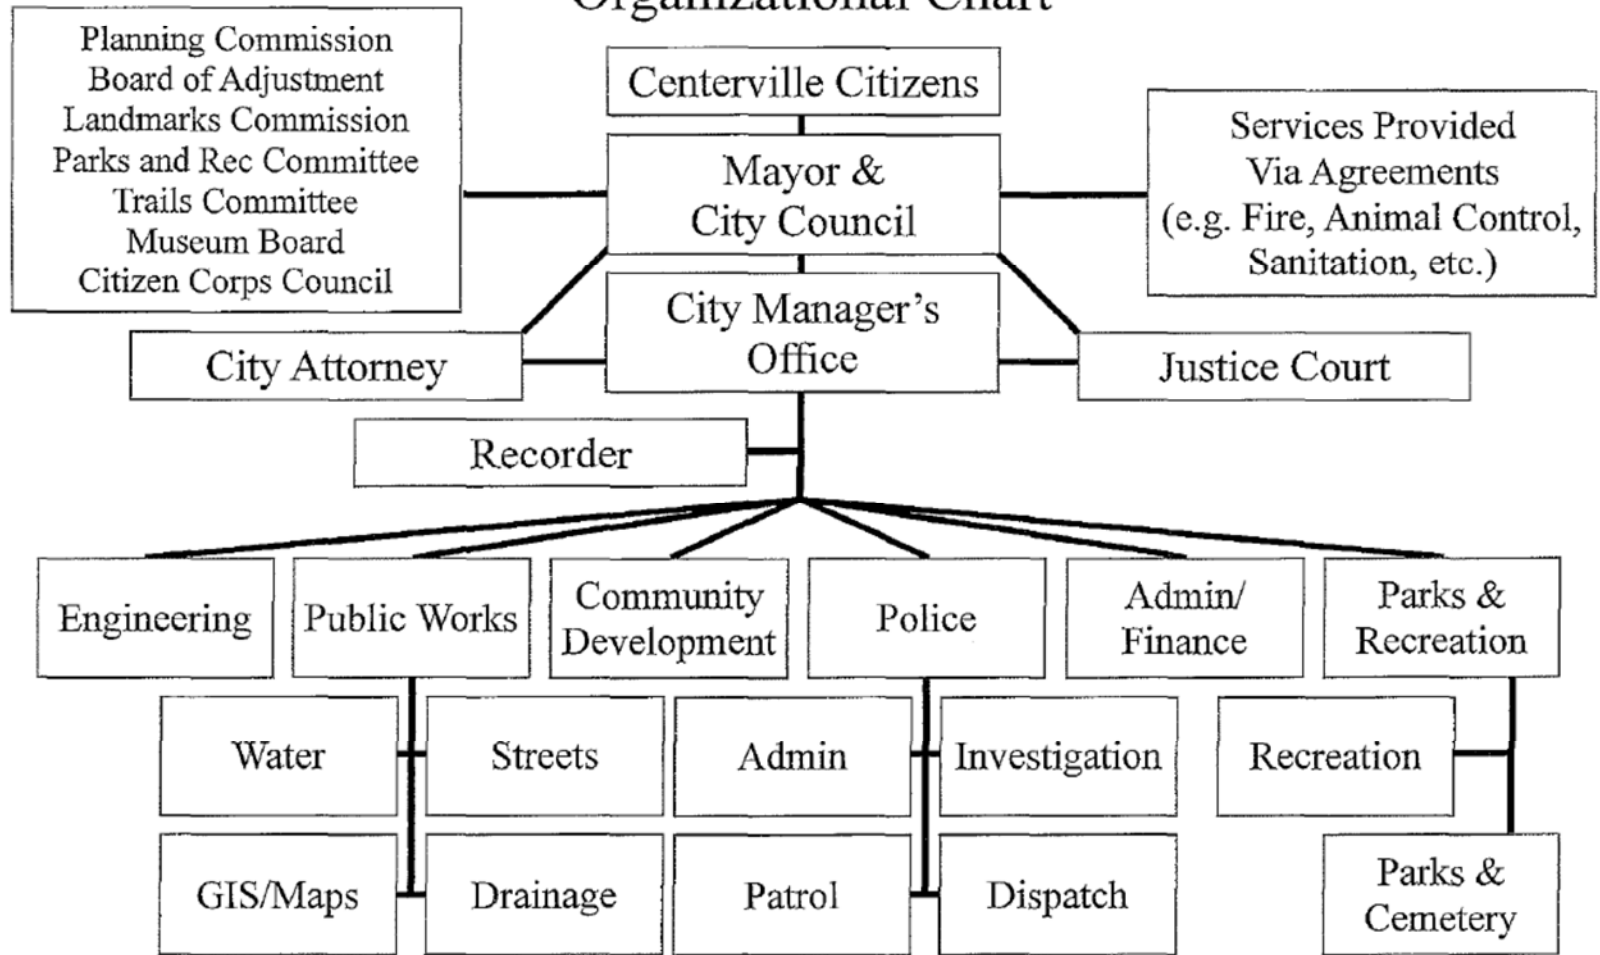 Organizational Chart
Planning Commission
Board of Adjustment
Landmarks Commission
Parks and Rec Committee
Trails Committee
Museum Board
Citizen Corps Council
Centerville Citizens
Mayor &
City Council
Services Provided
Via Agreements
(e.g. Fire, Animal Control,
Sanitation, etc.)
City Manager's
Office
City Attorney
Justice Court
Recorder
Engineering
Public Works
Community
Development
Police
Admin/
Finance
Parks &
Recreation
Water
Streets
Admin
Investigation
Recreation
GIS/Maps
Drainage
Patrol
Dispatch
Parks &
Cemetery